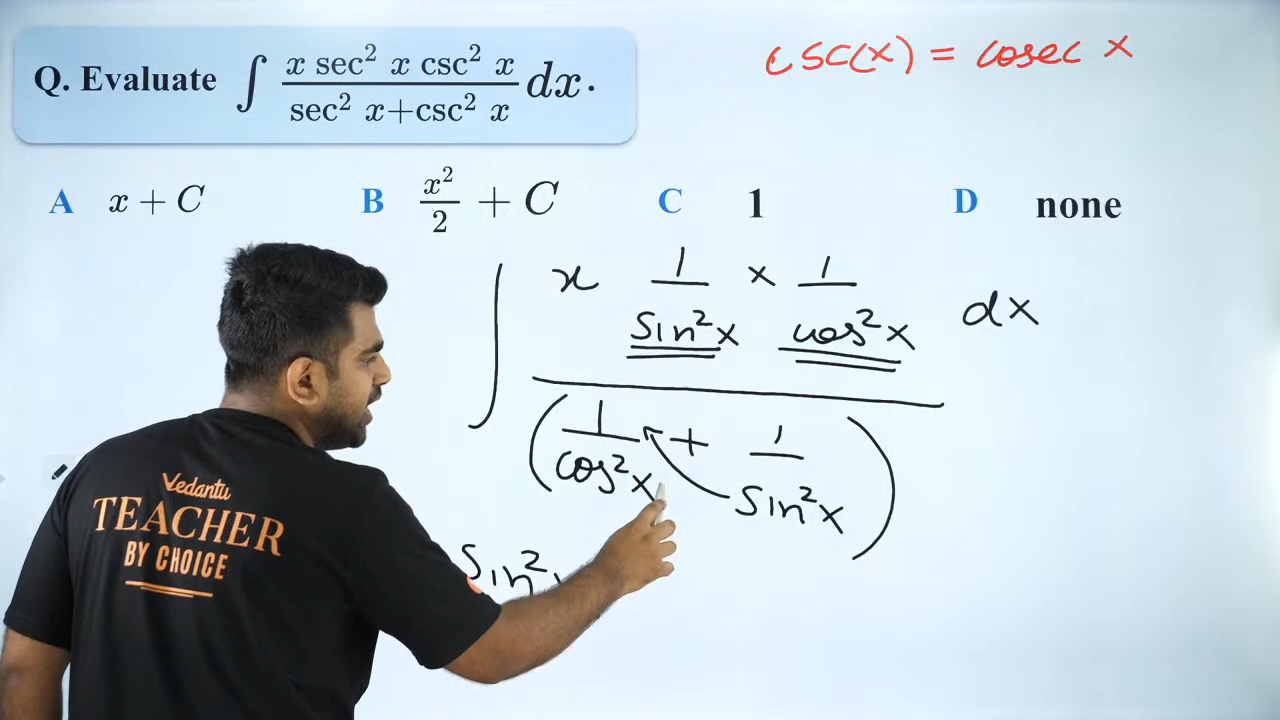 Q. Evaluate ∫ x sec² x csc² x / sec² x+csc² x dx.
csc(x) = cosec x
A x + C
B x²/2 + C
C 1
D none
∫ x 1/sin²x × 1/cos²x dx
(1/cos²x + 1/sin²x)
sin²
Vedantu
TEACHER
BY CHOICE